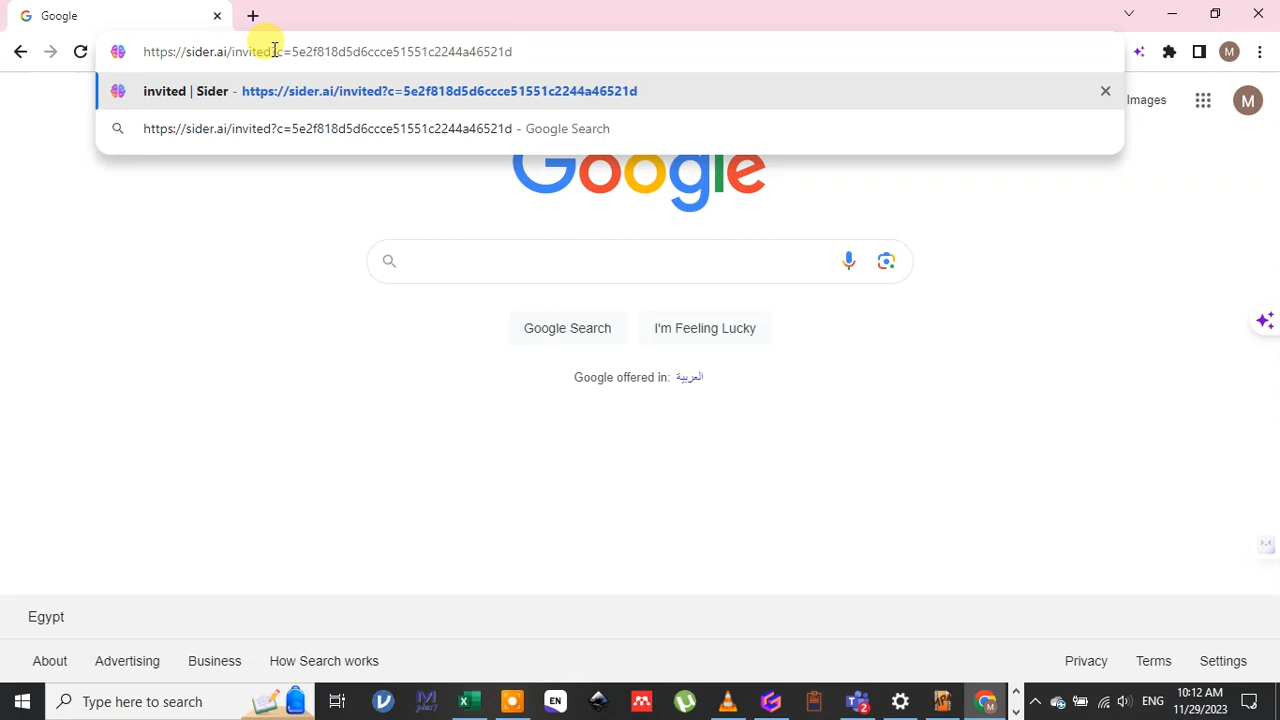 Google
https://sider.ai/invited?c=5e2f818d5d6ccce51551c2244a46521d
M
invited | Sider - https://sider.ai/invited?c=5e2f818d5d6ccce51551c2244a46521d
https://sider.ai/invited?c=5e2f818d5d6ccce51551c2244a46521d - Google Search
Images
M
Google
Google Search
I'm Feeling Lucky
Google offered in: العربية
Egypt
About
Advertising
Business
How Search works
Privacy
Terms
Settings
Type here to search
EN
ENG
10:12 AM
11/29/2023